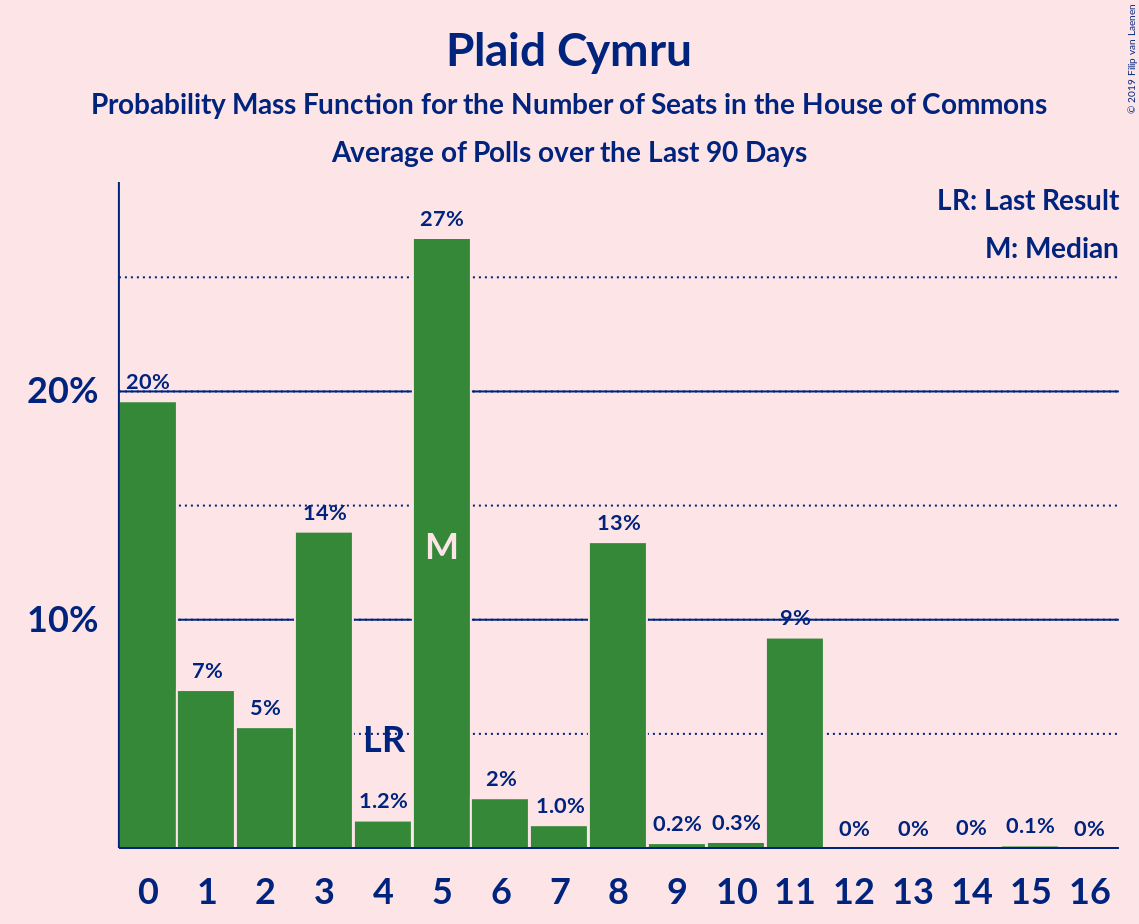 Plaid Cymru
Probability Mass Function for the Number of Seats in the House of Commons
Average of Polls over the Last 90 Days
© 2019 Filip van Laenen
LR: Last Result
M: Median
27%
20%
20%
14%
13%
M
10%
9%
7%
5%
LR
2%
1.2%
1.0%
0.2%
0.3%
0%
0%
0%
0.1%
0%
0 1 2 3 4 5 6 7 8 9 10 11 12 13 14 15 16